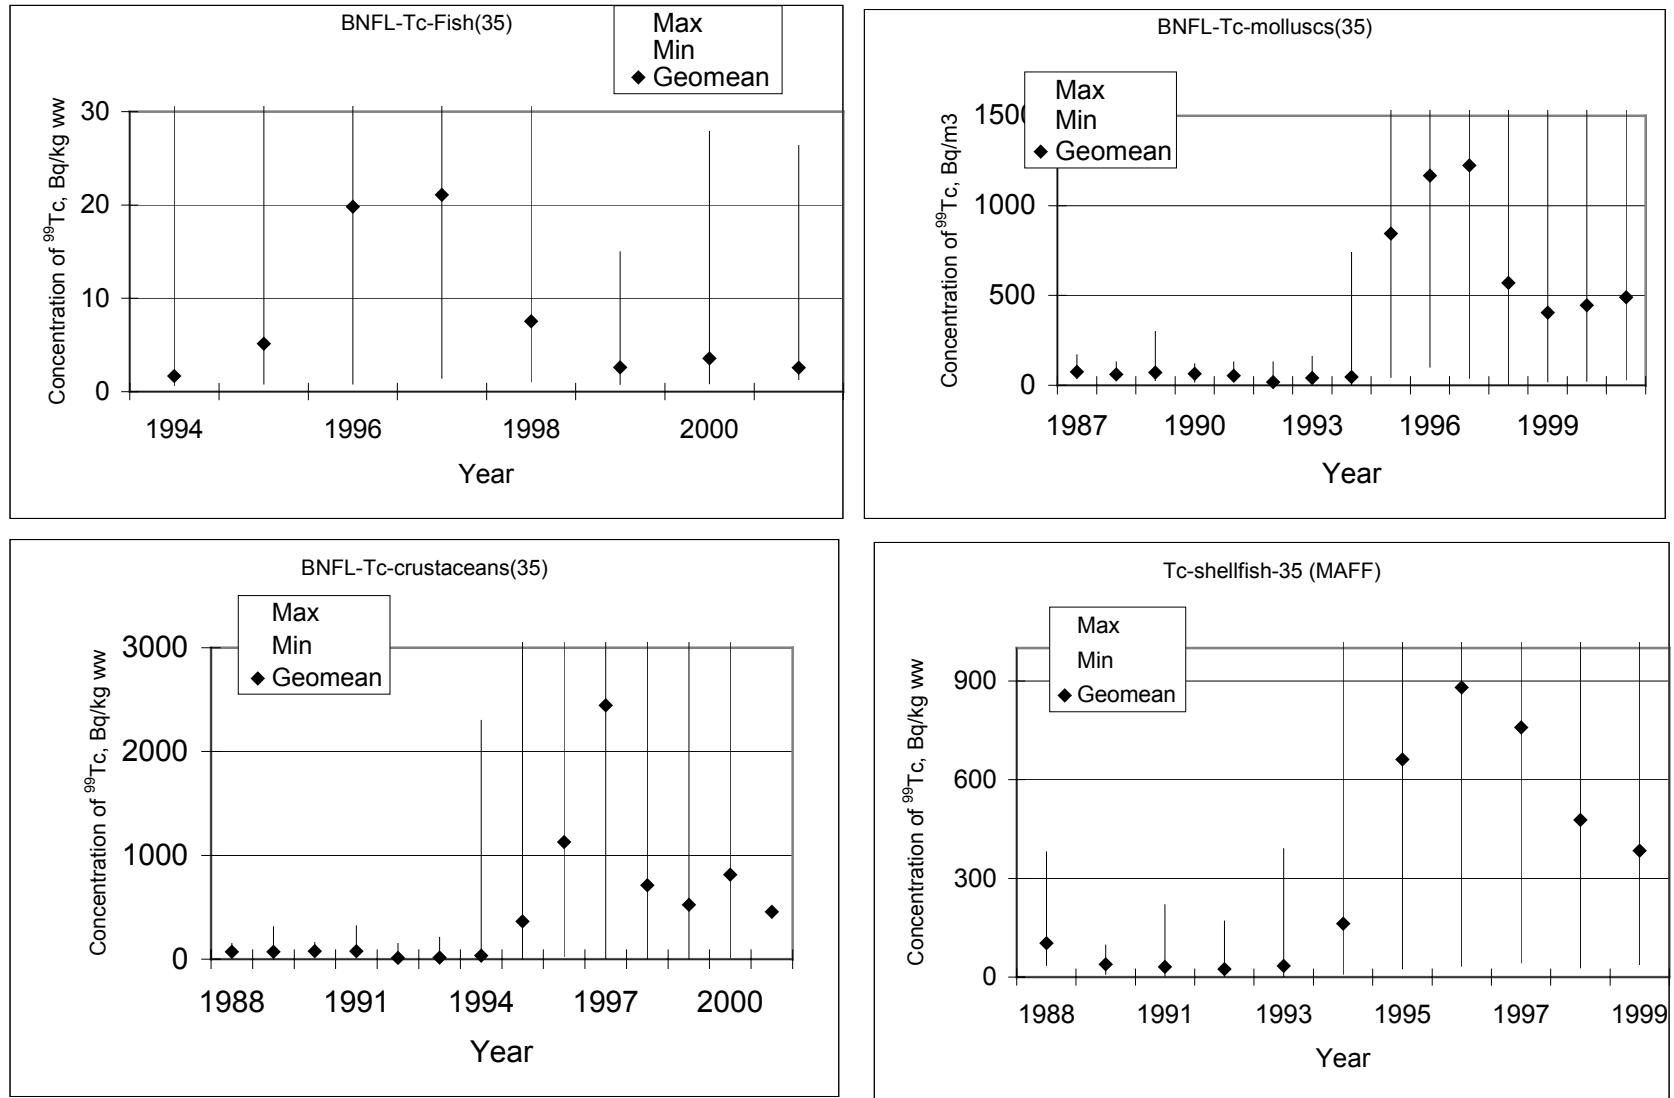 BNFL-Tc-Fish(35)
Max
Min
Geomean
Concentration of ⁹⁹Tc, Bq/kg ww
30
20
10
0
1994 1996 1998 2000
Year
BNFL-Tc-molluscs(35)
Max
Min
Geomean
Concentration of ⁹⁹Tc, Bq/m3
1500
1000
500
0
1987 1990 1993 1996 1999
Year
BNFL-Tc-crustaceans(35)
Max
Min
Geomean
Concentration of ⁹⁹Tc, Bq/kg ww
3000
2000
1000
0
1988 1991 1994 1997 2000
Year
Tc-shellfish-35 (MAFF)
Max
Min
Geomean
Concentration of ⁹⁹Tc, Bq/kg ww
900
600
300
0
1988 1991 1993 1995 1997 1999
Year